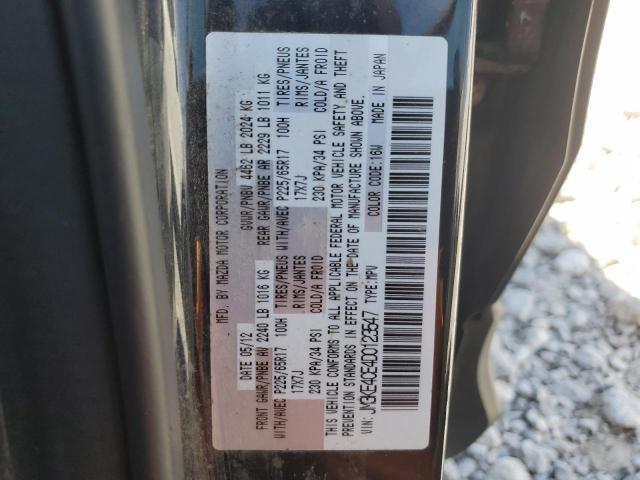 MFD. BY MAZDA MOTOR CORPORATION
DATE 05/12 GVWR/PNBV 4462 LB 2024 KG
FRONT GAWR/PNBE AV 2240 LB 1016 KG REAR GAWR/PNBE AR 2229 LB 1011 KG
WITH/AVEC P225/65R17 100H TIRES/PNEUS WITH/AVEC P225/65R17 100H TIRES/PNEUS
17X7J RIMS/JANTES 17X7J RIMS/JANTES
230 KPA/34 PSI COLD/A FROID 230 KPA/34 PSI COLD/A FROID
THIS VEHICLE CONFORMS TO ALL APPLICABLE FEDERAL MOTOR VEHICLE SAFETY AND THEFT
PREVENTION STANDARDS IN EFFECT ON THE DATE OF MANUFACTURE SHOWN ABOVE.
VIN: JM3KE4CE4D0123547 TYPE: MPV COLOR CODE: 16W MADE IN JAPAN